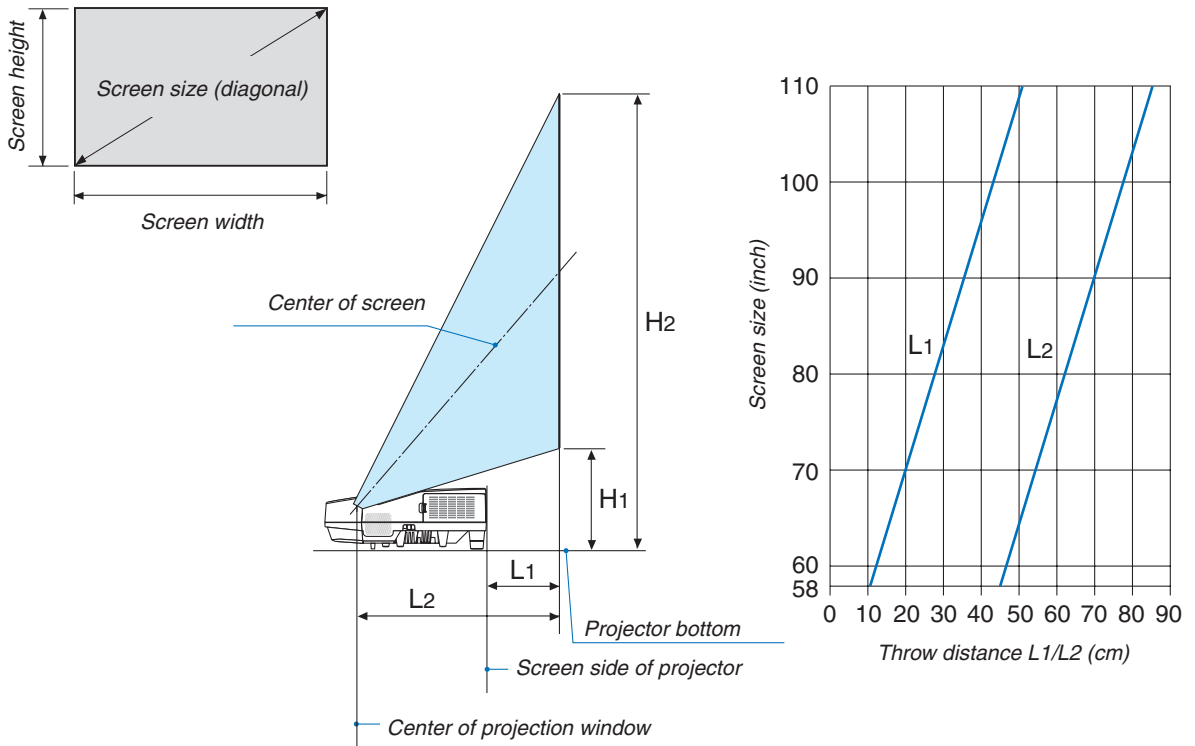 Screen height
Screen size (diagonal)
Screen width
Center of screen
H2
H1
L1
L2
Projector bottom
Screen side of projector
Center of projection window
Screen size (inch)
110
100
90
80
70
60
58
L1
L2
0 10 20 30 40 50 60 70 80 90
Throw distance L1/L2 (cm)